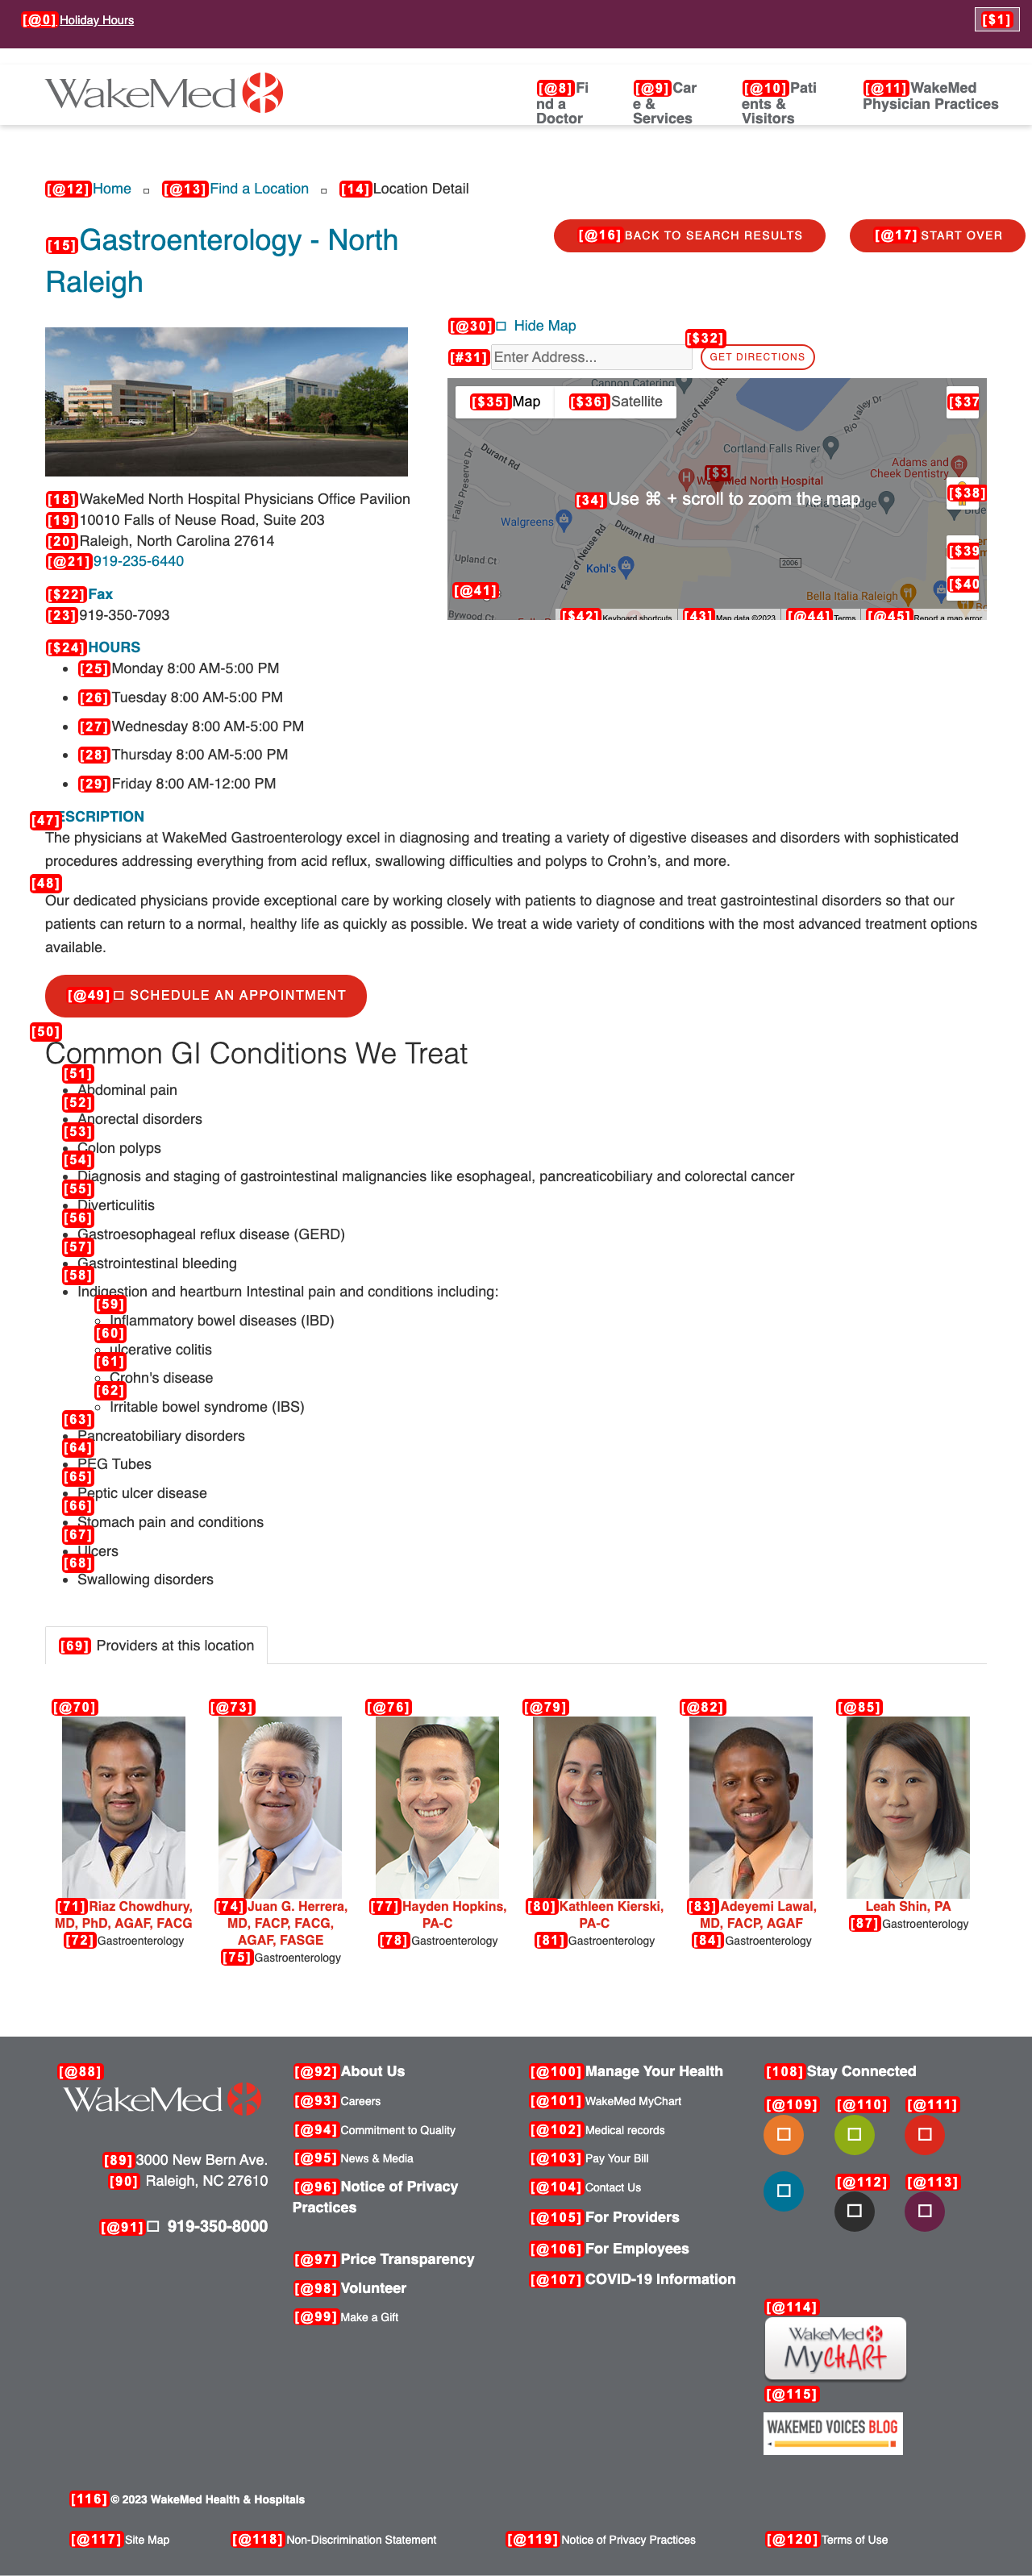 [@0] Holiday Hours
[$1]
WakeMed
[@8]Find a Doctor
[@9]Care & Services
[@10]Patients & Visitors
[@11]WakeMed Physician Practices
[@12]Home
[@13]Find a Location
[14]Location Detail
[15]Gastroenterology - North
Raleigh
[@16]BACK TO SEARCH RESULTS
[@17]START OVER
[@30] Hide Map
[#31] Enter Address...
[$32]
GET DIRECTIONS
[$35]Map
[$36]Satellite
[$37
Cannon Catering
Falls of Neuse Rd
Rio Valley Dr
Cortland Falls River
Durant Rd
Falls Preserve Dr
Adams and
Cheek Dentistry
[$3
WakeMed North Hospital
[$38]
[34]Use ⌘ + scroll to zoom the map
Walgreens
Durant Rd
Falls of Neuse Rd
[$39
Upland Ct
2006
Kohl's
[$40
[@41]
Bella Italia Raleigh
Bywood Ct
[$42]Keyboard shortcuts
[43]Map data ©2023
[@44]Terms
[@45]Report a map error
[18]WakeMed North Hospital Physicians Office Pavilion
[19]10010 Falls of Neuse Road, Suite 203
[20]Raleigh, North Carolina 27614
[@21]919-235-6440
[$22]Fax
[23]919-350-7093
[$24]HOURS
[25]Monday 8:00 AM-5:00 PM
[26]Tuesday 8:00 AM-5:00 PM
[27]Wednesday 8:00 AM-5:00 PM
[28]Thursday 8:00 AM-5:00 PM
[29]Friday 8:00 AM-12:00 PM
[47]ESCRIPTION
The physicians at WakeMed Gastroenterology excel in diagnosing and treating a variety of digestive diseases and disorders with sophisticated
procedures addressing everything from acid reflux, swallowing difficulties and polyps to Crohn's, and more.
[48]
Our dedicated physicians provide exceptional care by working closely with patients to diagnose and treat gastrointestinal disorders so that our
patients can return to a normal, healthy life as quickly as possible. We treat a wide variety of conditions with the most advanced treatment options
available.
[@49] SCHEDULE AN APPOINTMENT
[50]
Common GI Conditions We Treat
[51]
Abdominal pain
[52]
Anorectal disorders
[53]
Colon polyps
[54]
Diagnosis and staging of gastrointestinal malignancies like esophageal, pancreaticobiliary and colorectal cancer
[55]
Diverticulitis
[56]
Gastroesophageal reflux disease (GERD)
[57]
Gastrointestinal bleeding
[58]
Indigestion and heartburn Intestinal pain and conditions including:
[59]
Inflammatory bowel diseases (IBD)
[60]
ulcerative colitis
[61]
Crohn's disease
[62]
Irritable bowel syndrome (IBS)
[63]
Pancreatobiliary disorders
[64]
PEG Tubes
[65]
Peptic ulcer disease
[66]
Stomach pain and conditions
[67]
Ulcers
[68]
Swallowing disorders
[69] Providers at this location
[@70]
[71]Riaz Chowdhury,
MD, PhD, AGAF, FACG
[72]Gastroenterology
[@73]
[74]Juan G. Herrera,
MD, FACP, FACG,
AGAF, FASGE
[75]Gastroenterology
[@76]
[77]Hayden Hopkins,
PA-C
[78]Gastroenterology
[@79]
[80]Kathleen Kierski,
PA-C
[81]Gastroenterology
[@82]
[83]Adeyemi Lawal,
MD, FACP, AGAF
[84]Gastroenterology
[@85]
Leah Shin, PA
[87]Gastroenterology
[@88]
WakeMed
[89]3000 New Bern Ave.
[90] Raleigh, NC 27610
[@91] 919-350-8000
[@92]About Us
[@93]Careers
[@94]Commitment to Quality
[@95]News & Media
[@96]Notice of Privacy
Practices
[@97]Price Transparency
[@98]Volunteer
[@99]Make a Gift
[@100]Manage Your Health
[@101]WakeMed MyChart
[@102]Medical records
[@103]Pay Your Bill
[@104]Contact Us
[@105]For Providers
[@106]For Employees
[@107]COVID-19 Information
[108]Stay Connected
[@109]
[@110]
[@111]
[@112]
[@113]
[@114]
WakeMed
MyChART
[@115]
WAKEMED VOICES BLOG
[116]© 2023 WakeMed Health & Hospitals
[@117]Site Map
[@118]Non-Discrimination Statement
[@119]Notice of Privacy Practices
[@120]Terms of Use